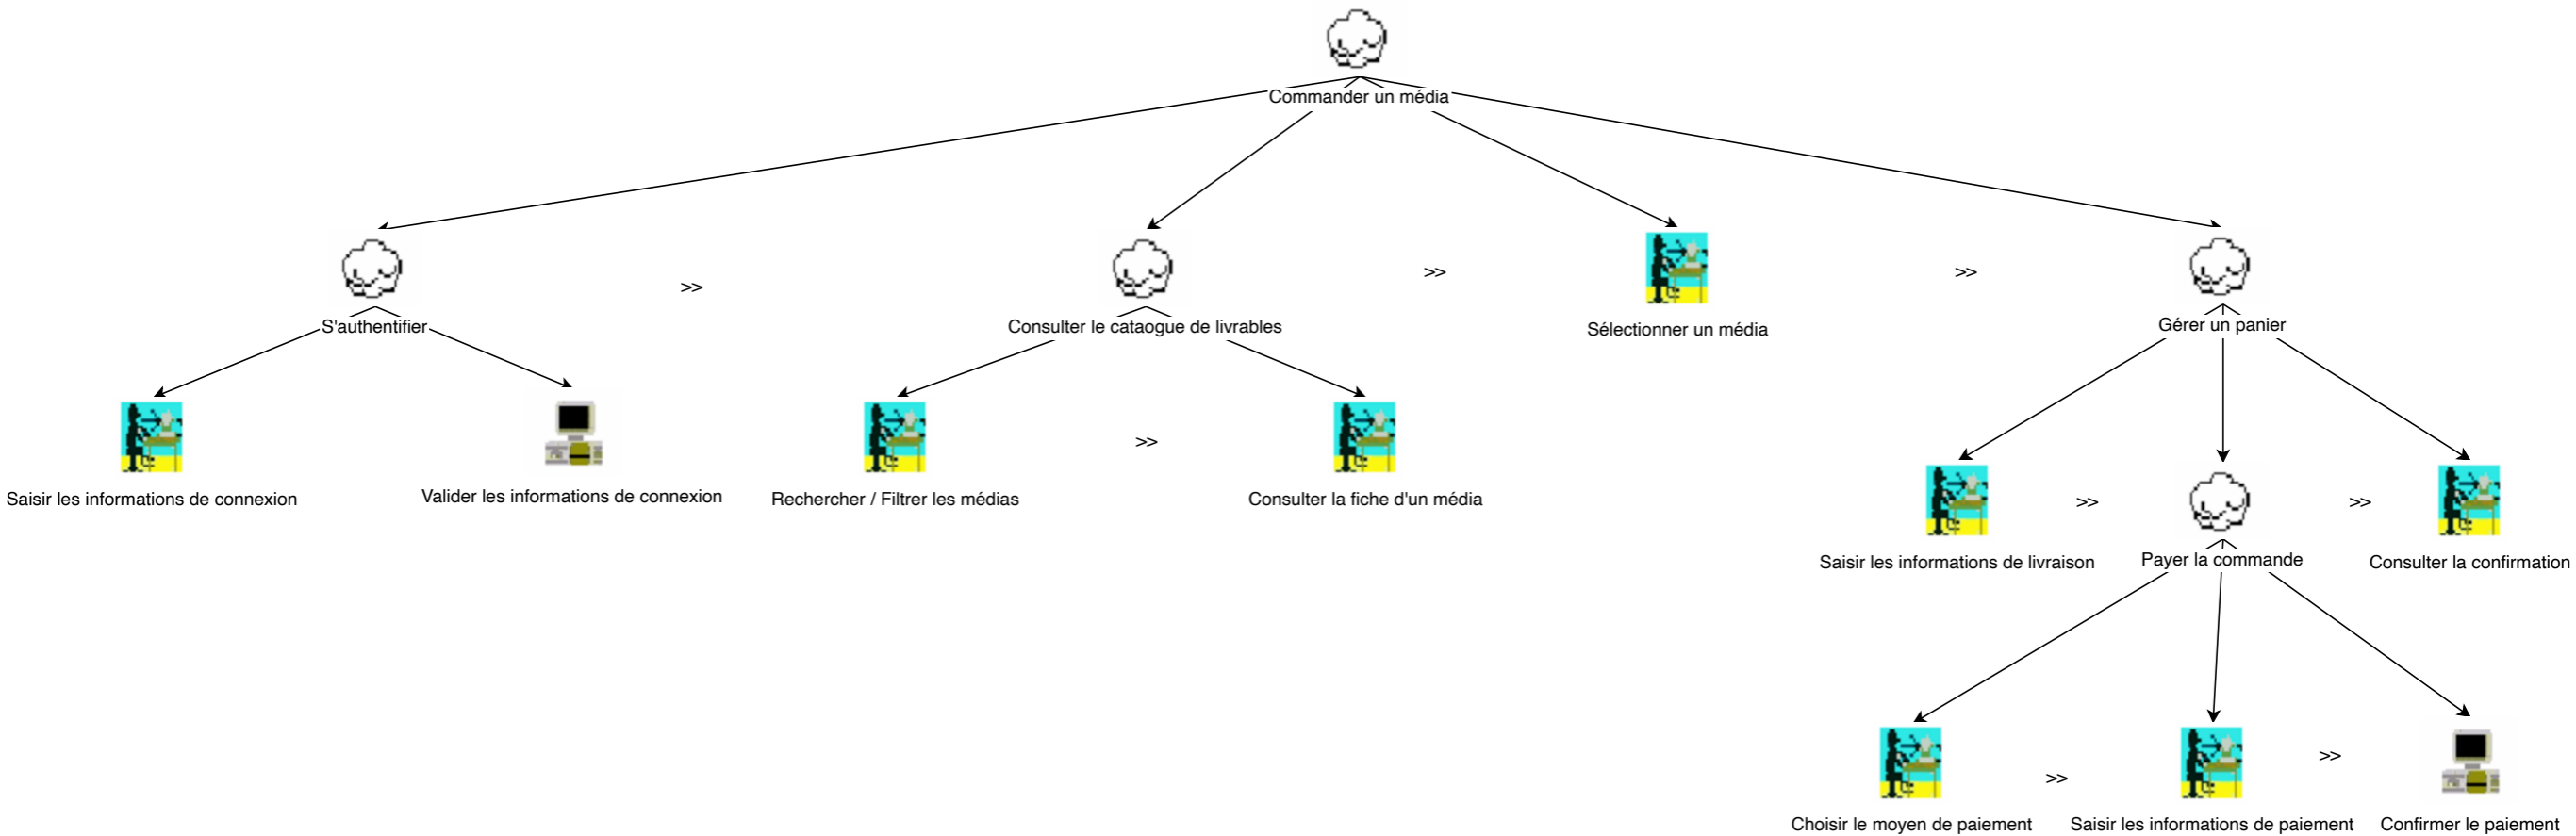 Commander un média
>>
>>
>>
S'authentifier
Consulter le cataogue de livrables
Sélectionner un média
Gérer un panier
>>
Saisir les informations de connexion
Valider les informations de connexion
Rechercher / Filtrer les médias
Consulter la fiche d'un média
>>
>>
Saisir les informations de livraison
Payer la commande
Consulter la confirmation
>>
>>
Choisir le moyen de paiement
Saisir les informations de paiement
Confirmer le paiement